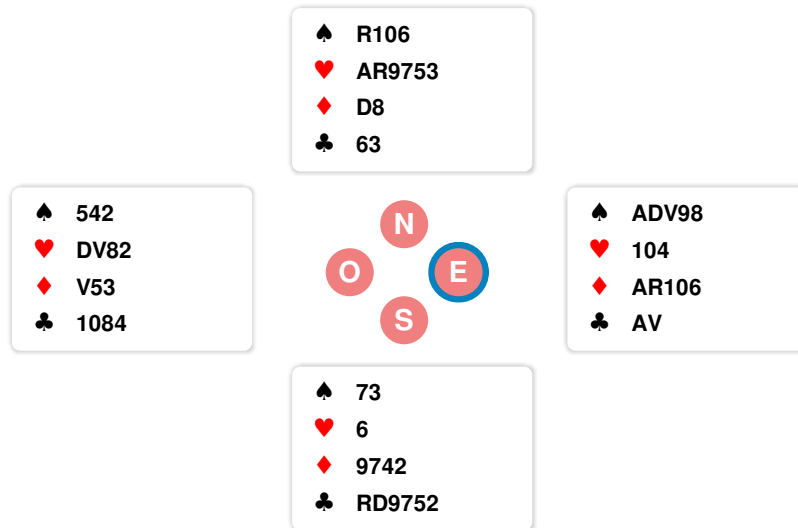 ♠ R106
♥ AR9753
♦ D8
♣ 63
♠ 542
♥ DV82
♦ V53
♣ 1084
N
O
E
S
♠ ADV98
♥ 104
♦ AR106
♣ AV
♠ 73
♥ 6
♦ 9742
♣ RD9752